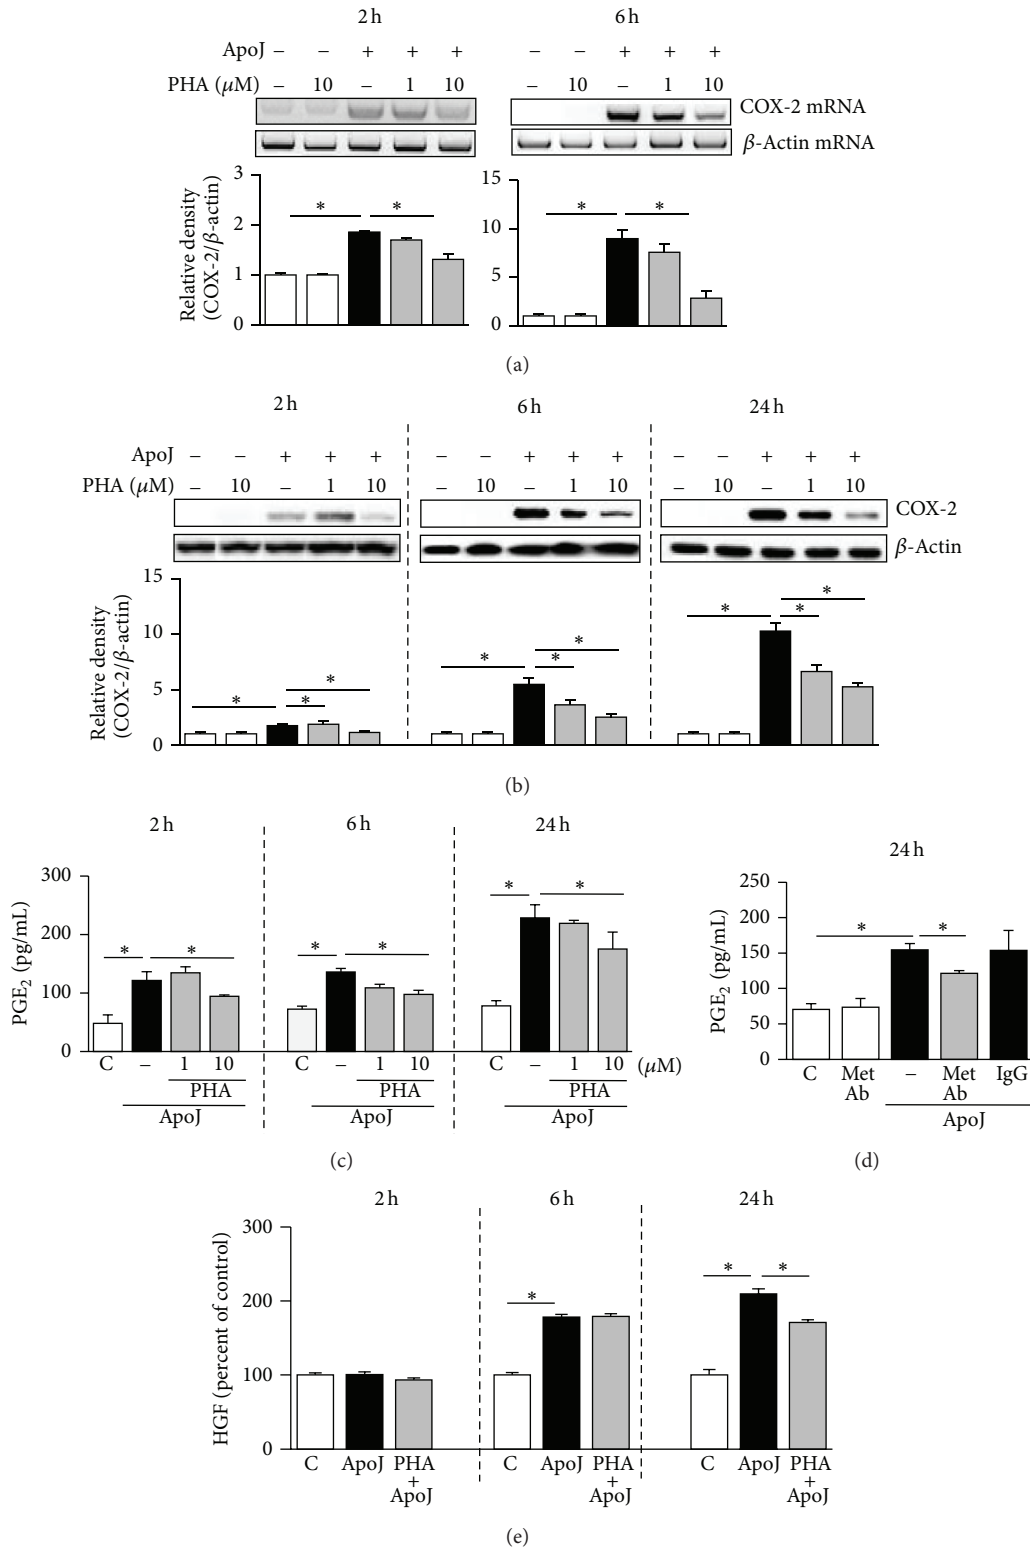 2 h 6 h
ApoJ – – + + + – – + + +
PHA (μM) – 10 – 1 10 – 10 – 1 10
COX-2 mRNA
β-Actin mRNA
Relative density
(COX-2/β-actin)
3
2
1
0
* *
15
10
5
0
* *
(a)
2 h 6 h 24 h
ApoJ – – + + + – – + + + – – + + +
PHA (μM) – 10 – 1 10 – 10 – 1 10 – 10 – 1 10
COX-2
β-Actin
Relative density
(COX-2/β-actin)
15
10
5
0
* * *
* * *
* * *
(b)
2 h 6 h 24 h
PGE2 (pg/mL)
300
200
100
0
* * * * * *
C – 1 10 C – 1 10 C – 1 10 (μM)
PHA PHA PHA
ApoJ ApoJ ApoJ
(c)
24 h
PGE2 (pg/mL)
250
200
150
100
50
0
* *
C Met – Met IgG
Ab Ab
ApoJ
(d)
2 h 6 h 24 h
HGF (percent of control)
300
200
100
0
* * *
C ApoJ PHA C ApoJ PHA C ApoJ PHA
+ + +
ApoJ ApoJ ApoJ
(e)